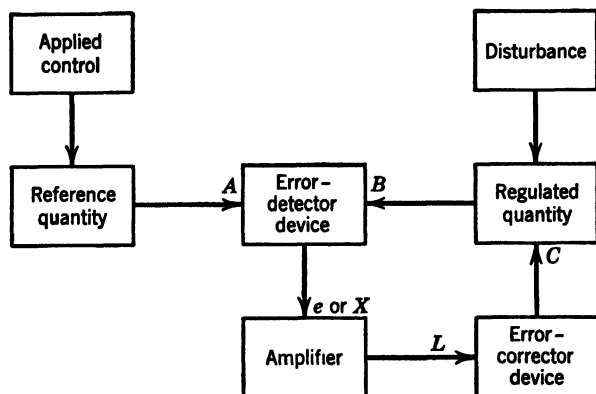 Applied
control
Disturbance
Reference
quantity
A
Error-
detector
device
B
Regulated
quantity
C
e or X
Amplifier
L
Error-
corrector
device